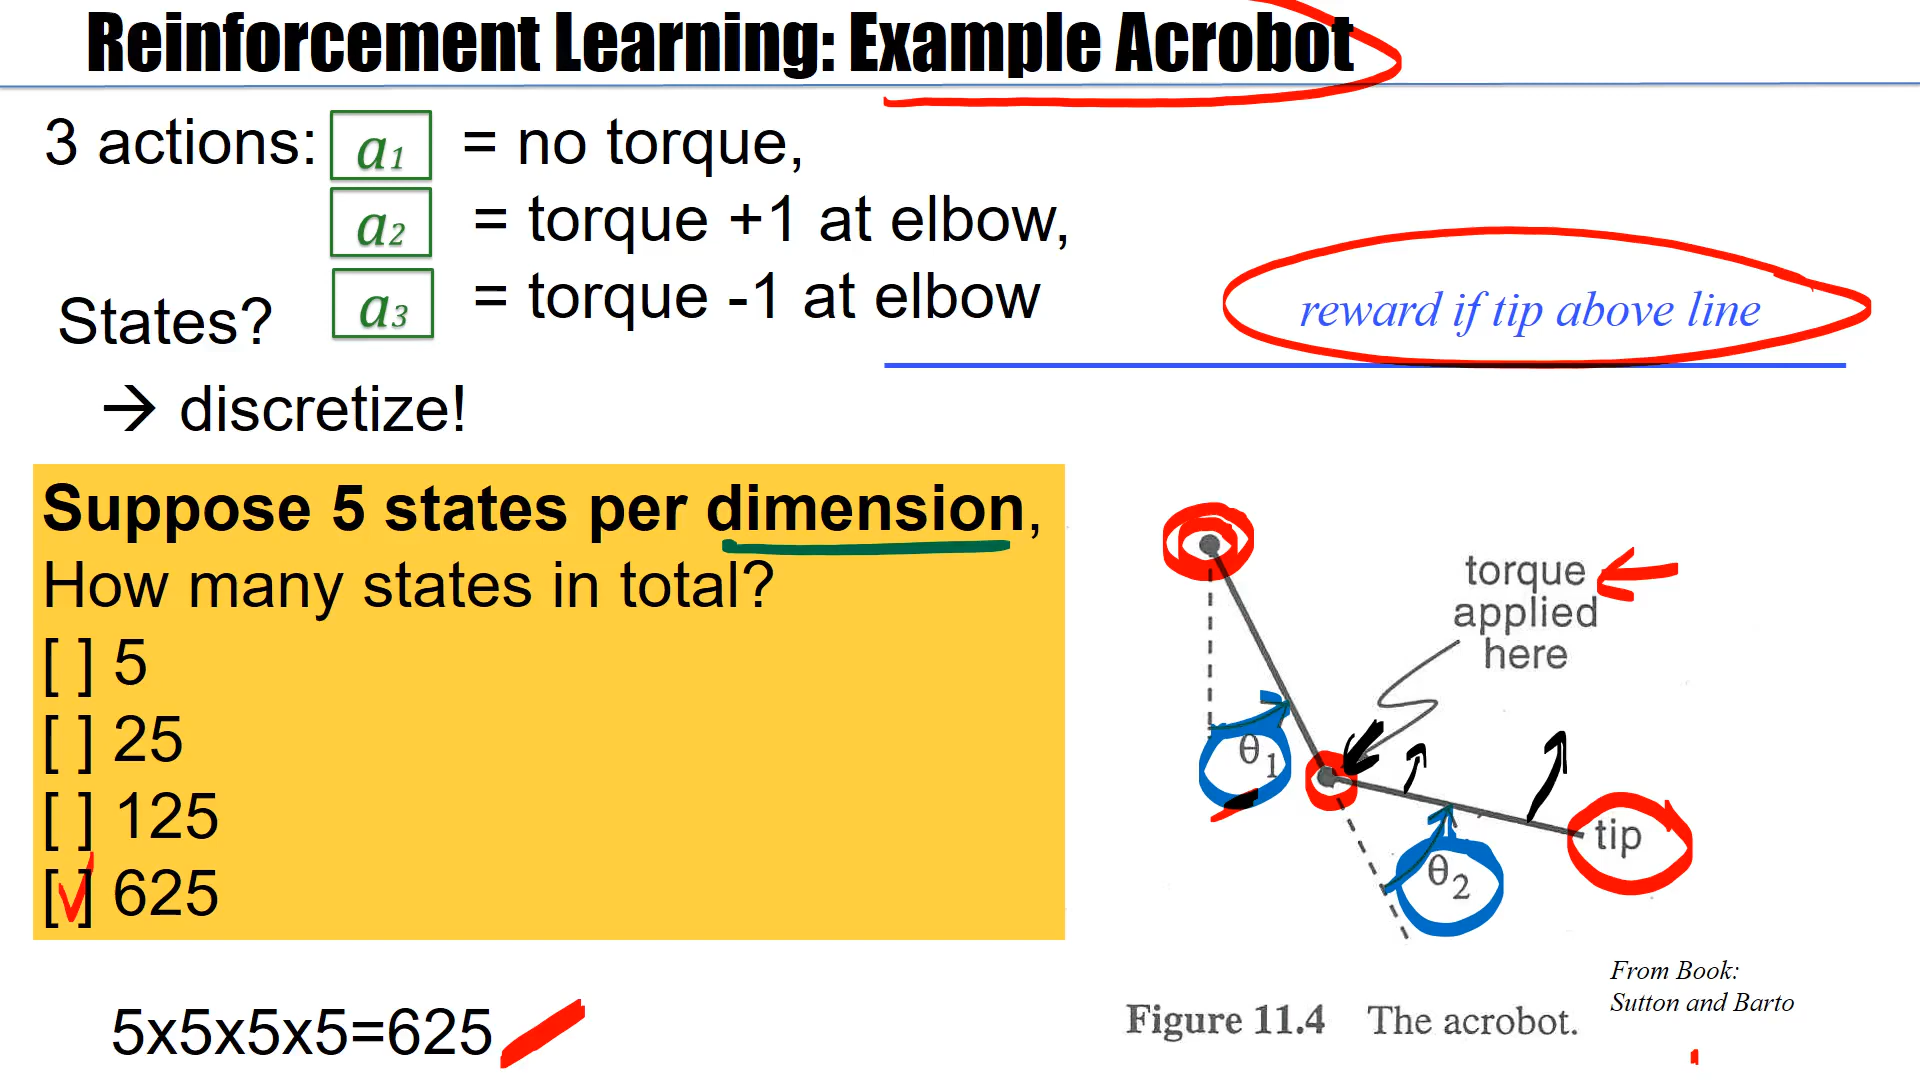 Reinforcement Learning: Example Acrobot
3 actions: a1 = no torque,
a2 = torque +1 at elbow,
a3 = torque -1 at elbow
States?
→ discretize!
reward if tip above line
Suppose 5 states per dimension,
How many states in total?
[ ] 5
[ ] 25
[ ] 125
[✓] 625
5x5x5x5=625
torque
applied
here
θ1
θ2
tip
Figure 11.4 The acrobot.
From Book:
Sutton and Barto